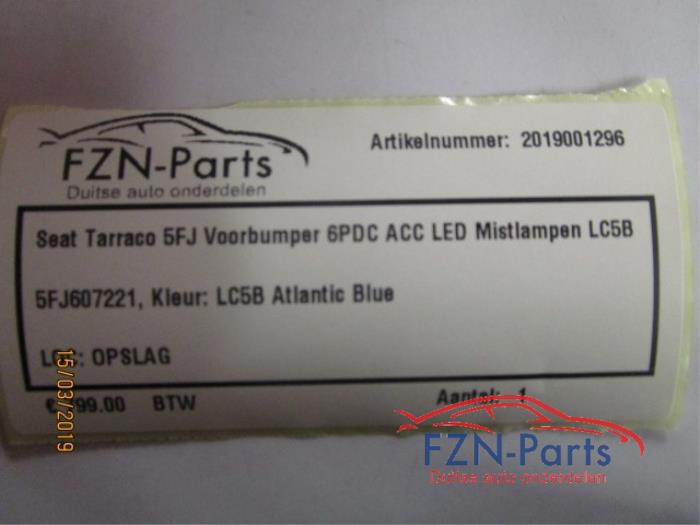 FZN-Parts
Duitse auto onderdelen
Artikelnummer: 2019001296
Seat Tarraco 5FJ Voorbumper 6PDC ACC LED Mistlampen LC5B
5FJ607221, Kleur: LC5B Atlantic Blue
OPSLAG
BTW
Aantal: 1
15/03/2019
FZN-Parts
Duitse auto onderdelen